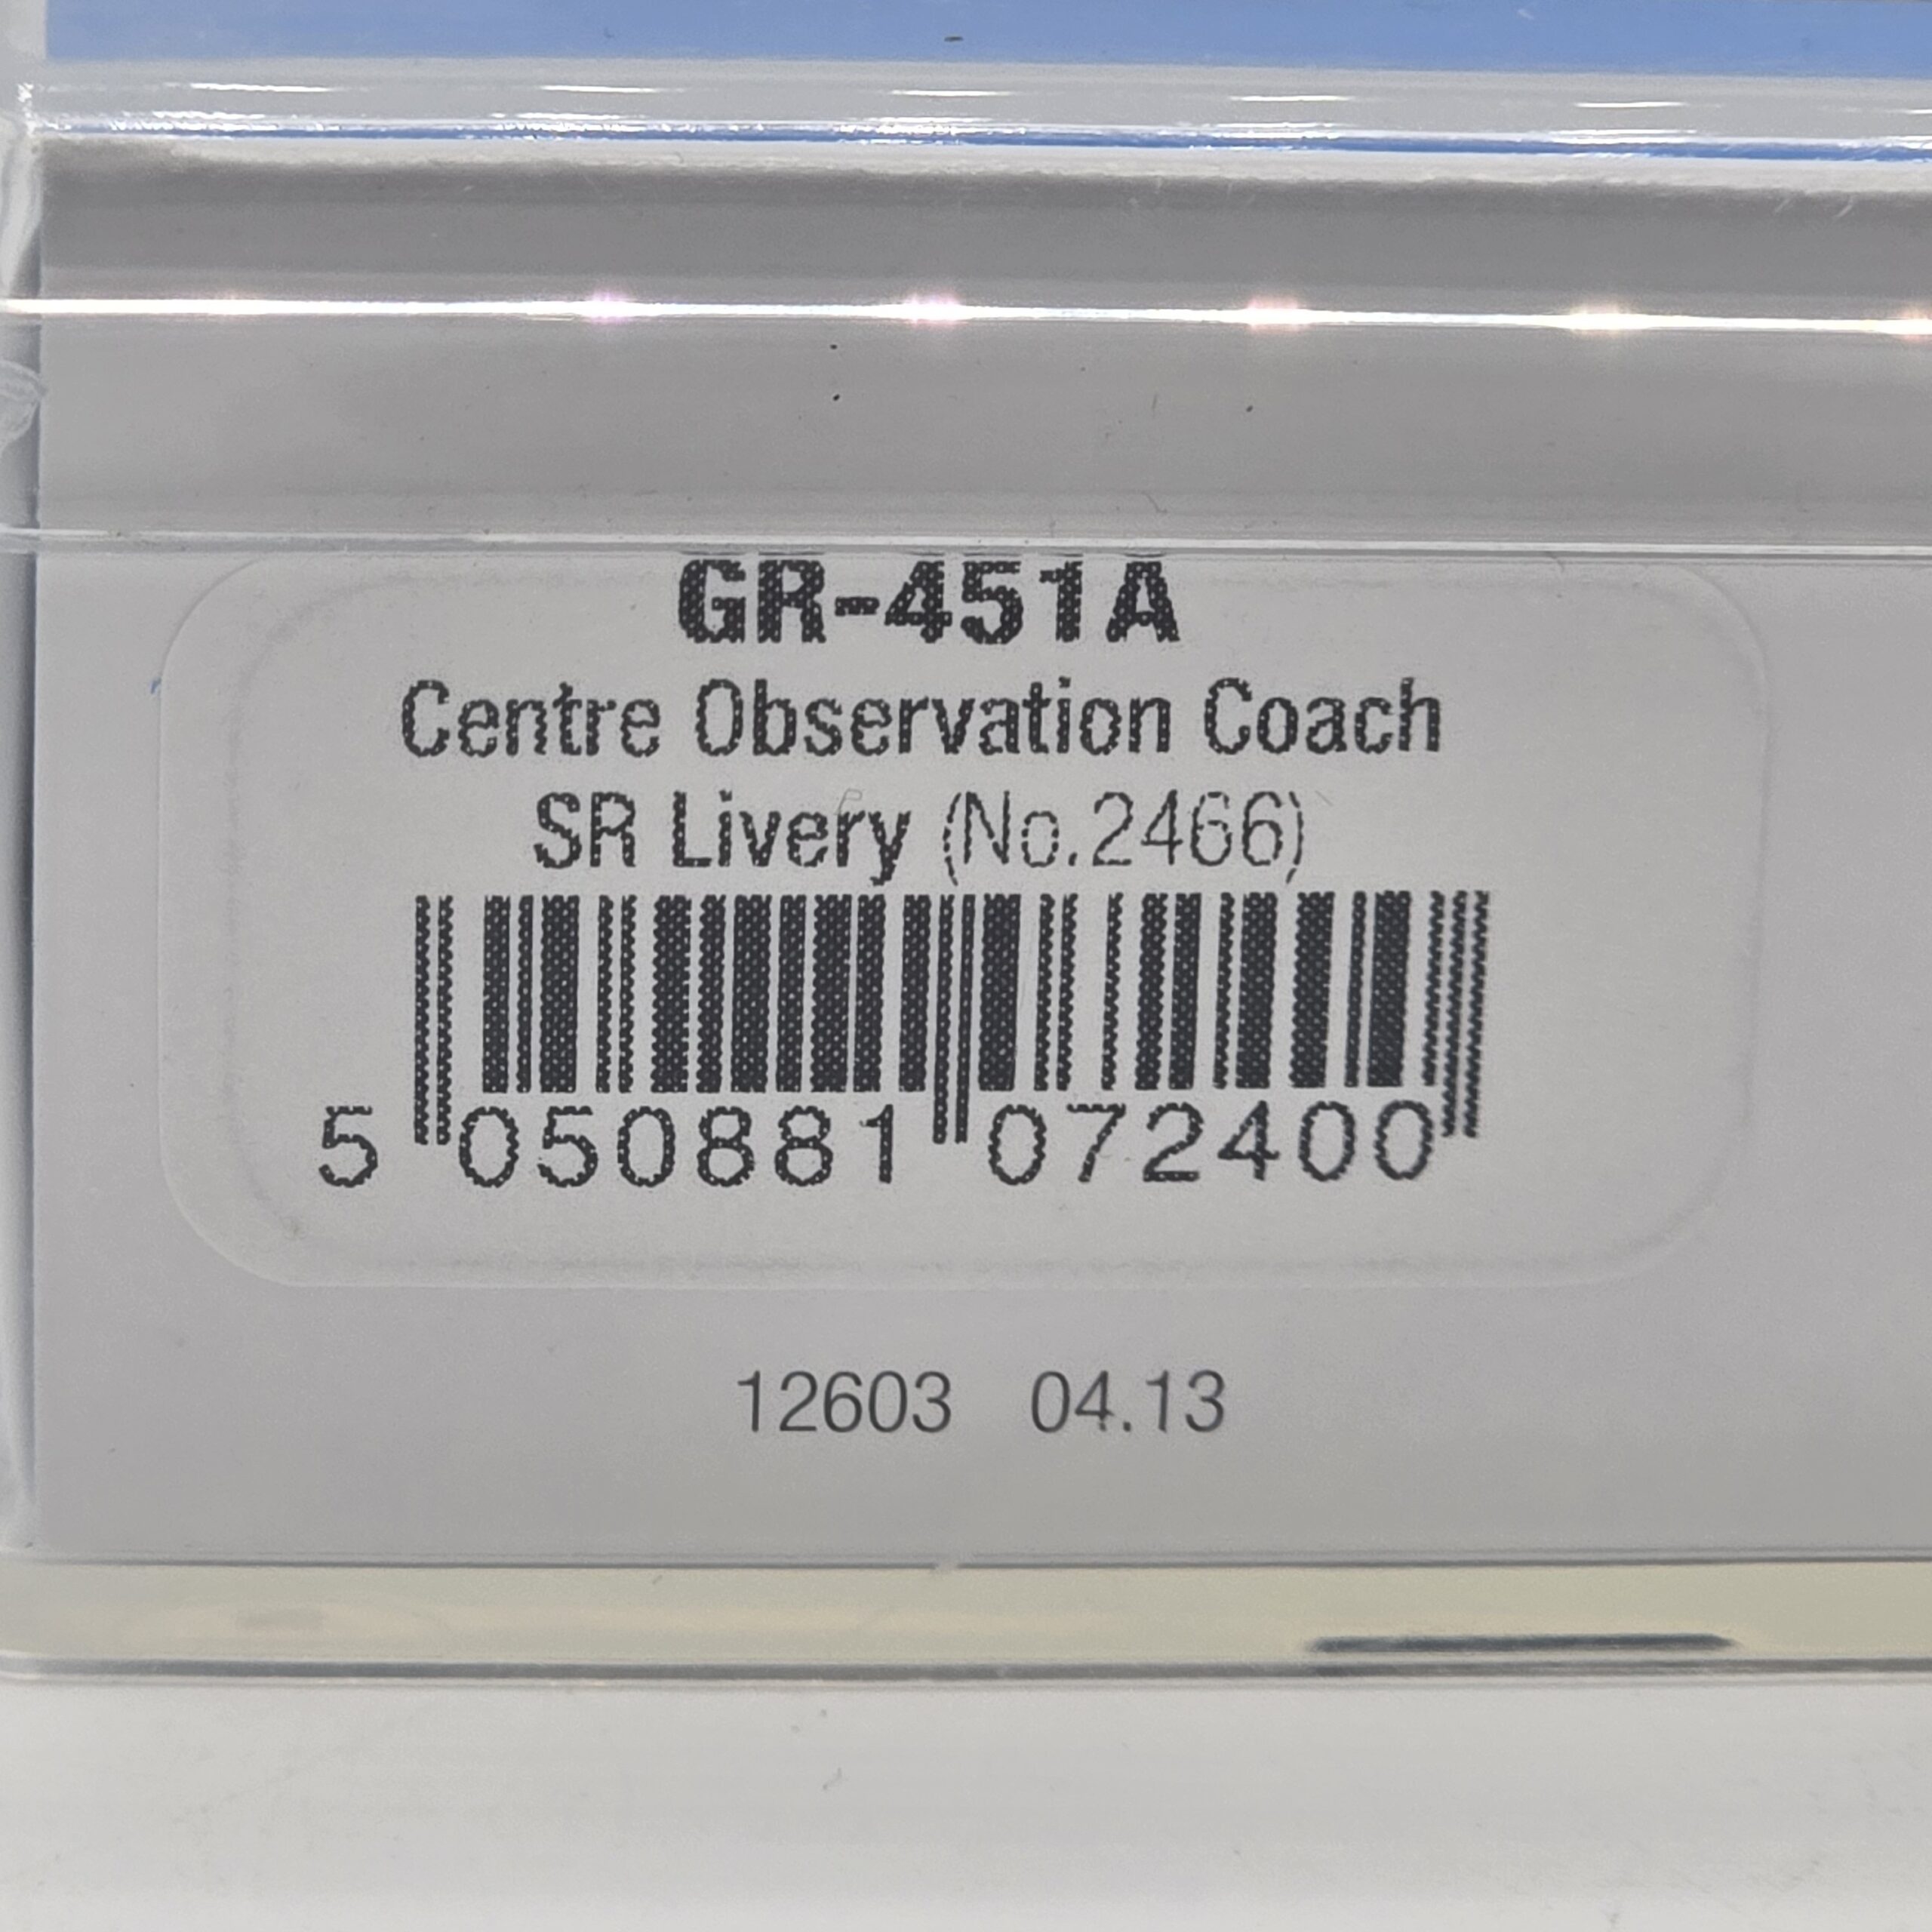 GR-451A
Centre Observation Coach
SR Livery (No.2466)
5 050881 072400
12603 04.13